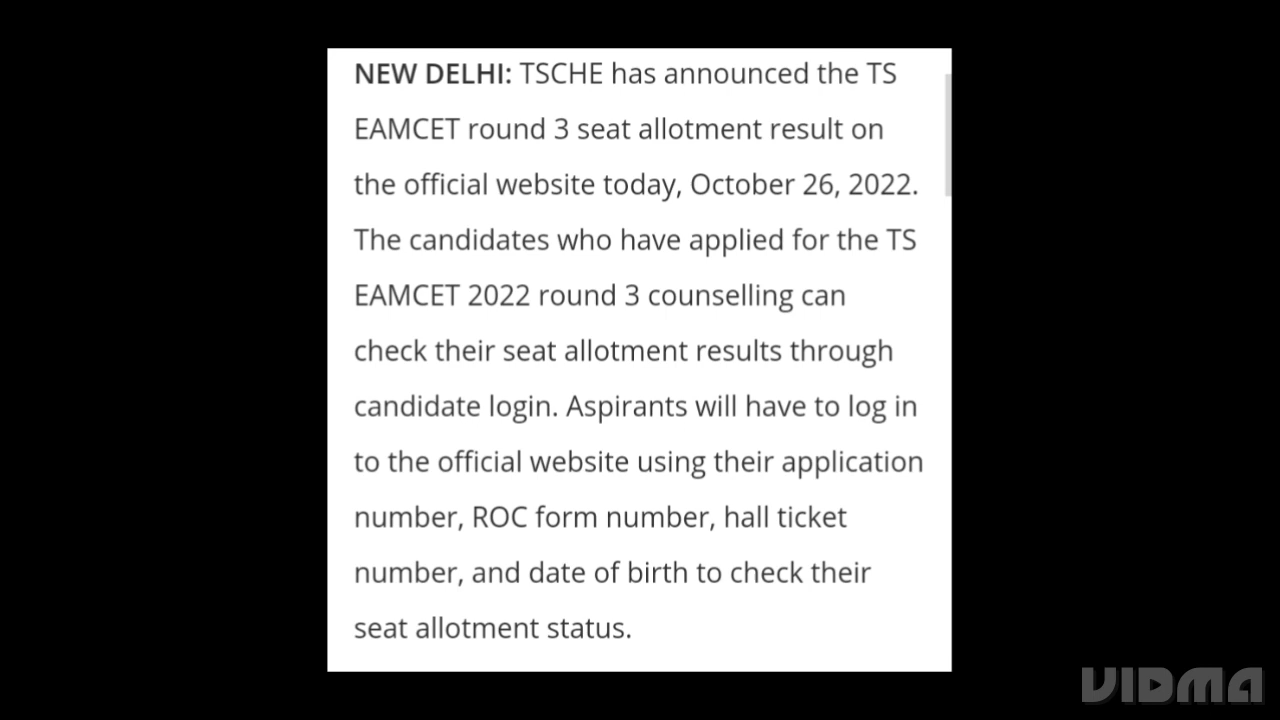 NEW DELHI: TSCHE has announced the TS
EAMCET round 3 seat allotment result on
the official website today, October 26, 2022.
The candidates who have applied for the TS
EAMCET 2022 round 3 counselling can
check their seat allotment results through
candidate login. Aspirants will have to log in
to the official website using their application
number, ROC form number, hall ticket
number, and date of birth to check their
seat allotment status.
VIDMA